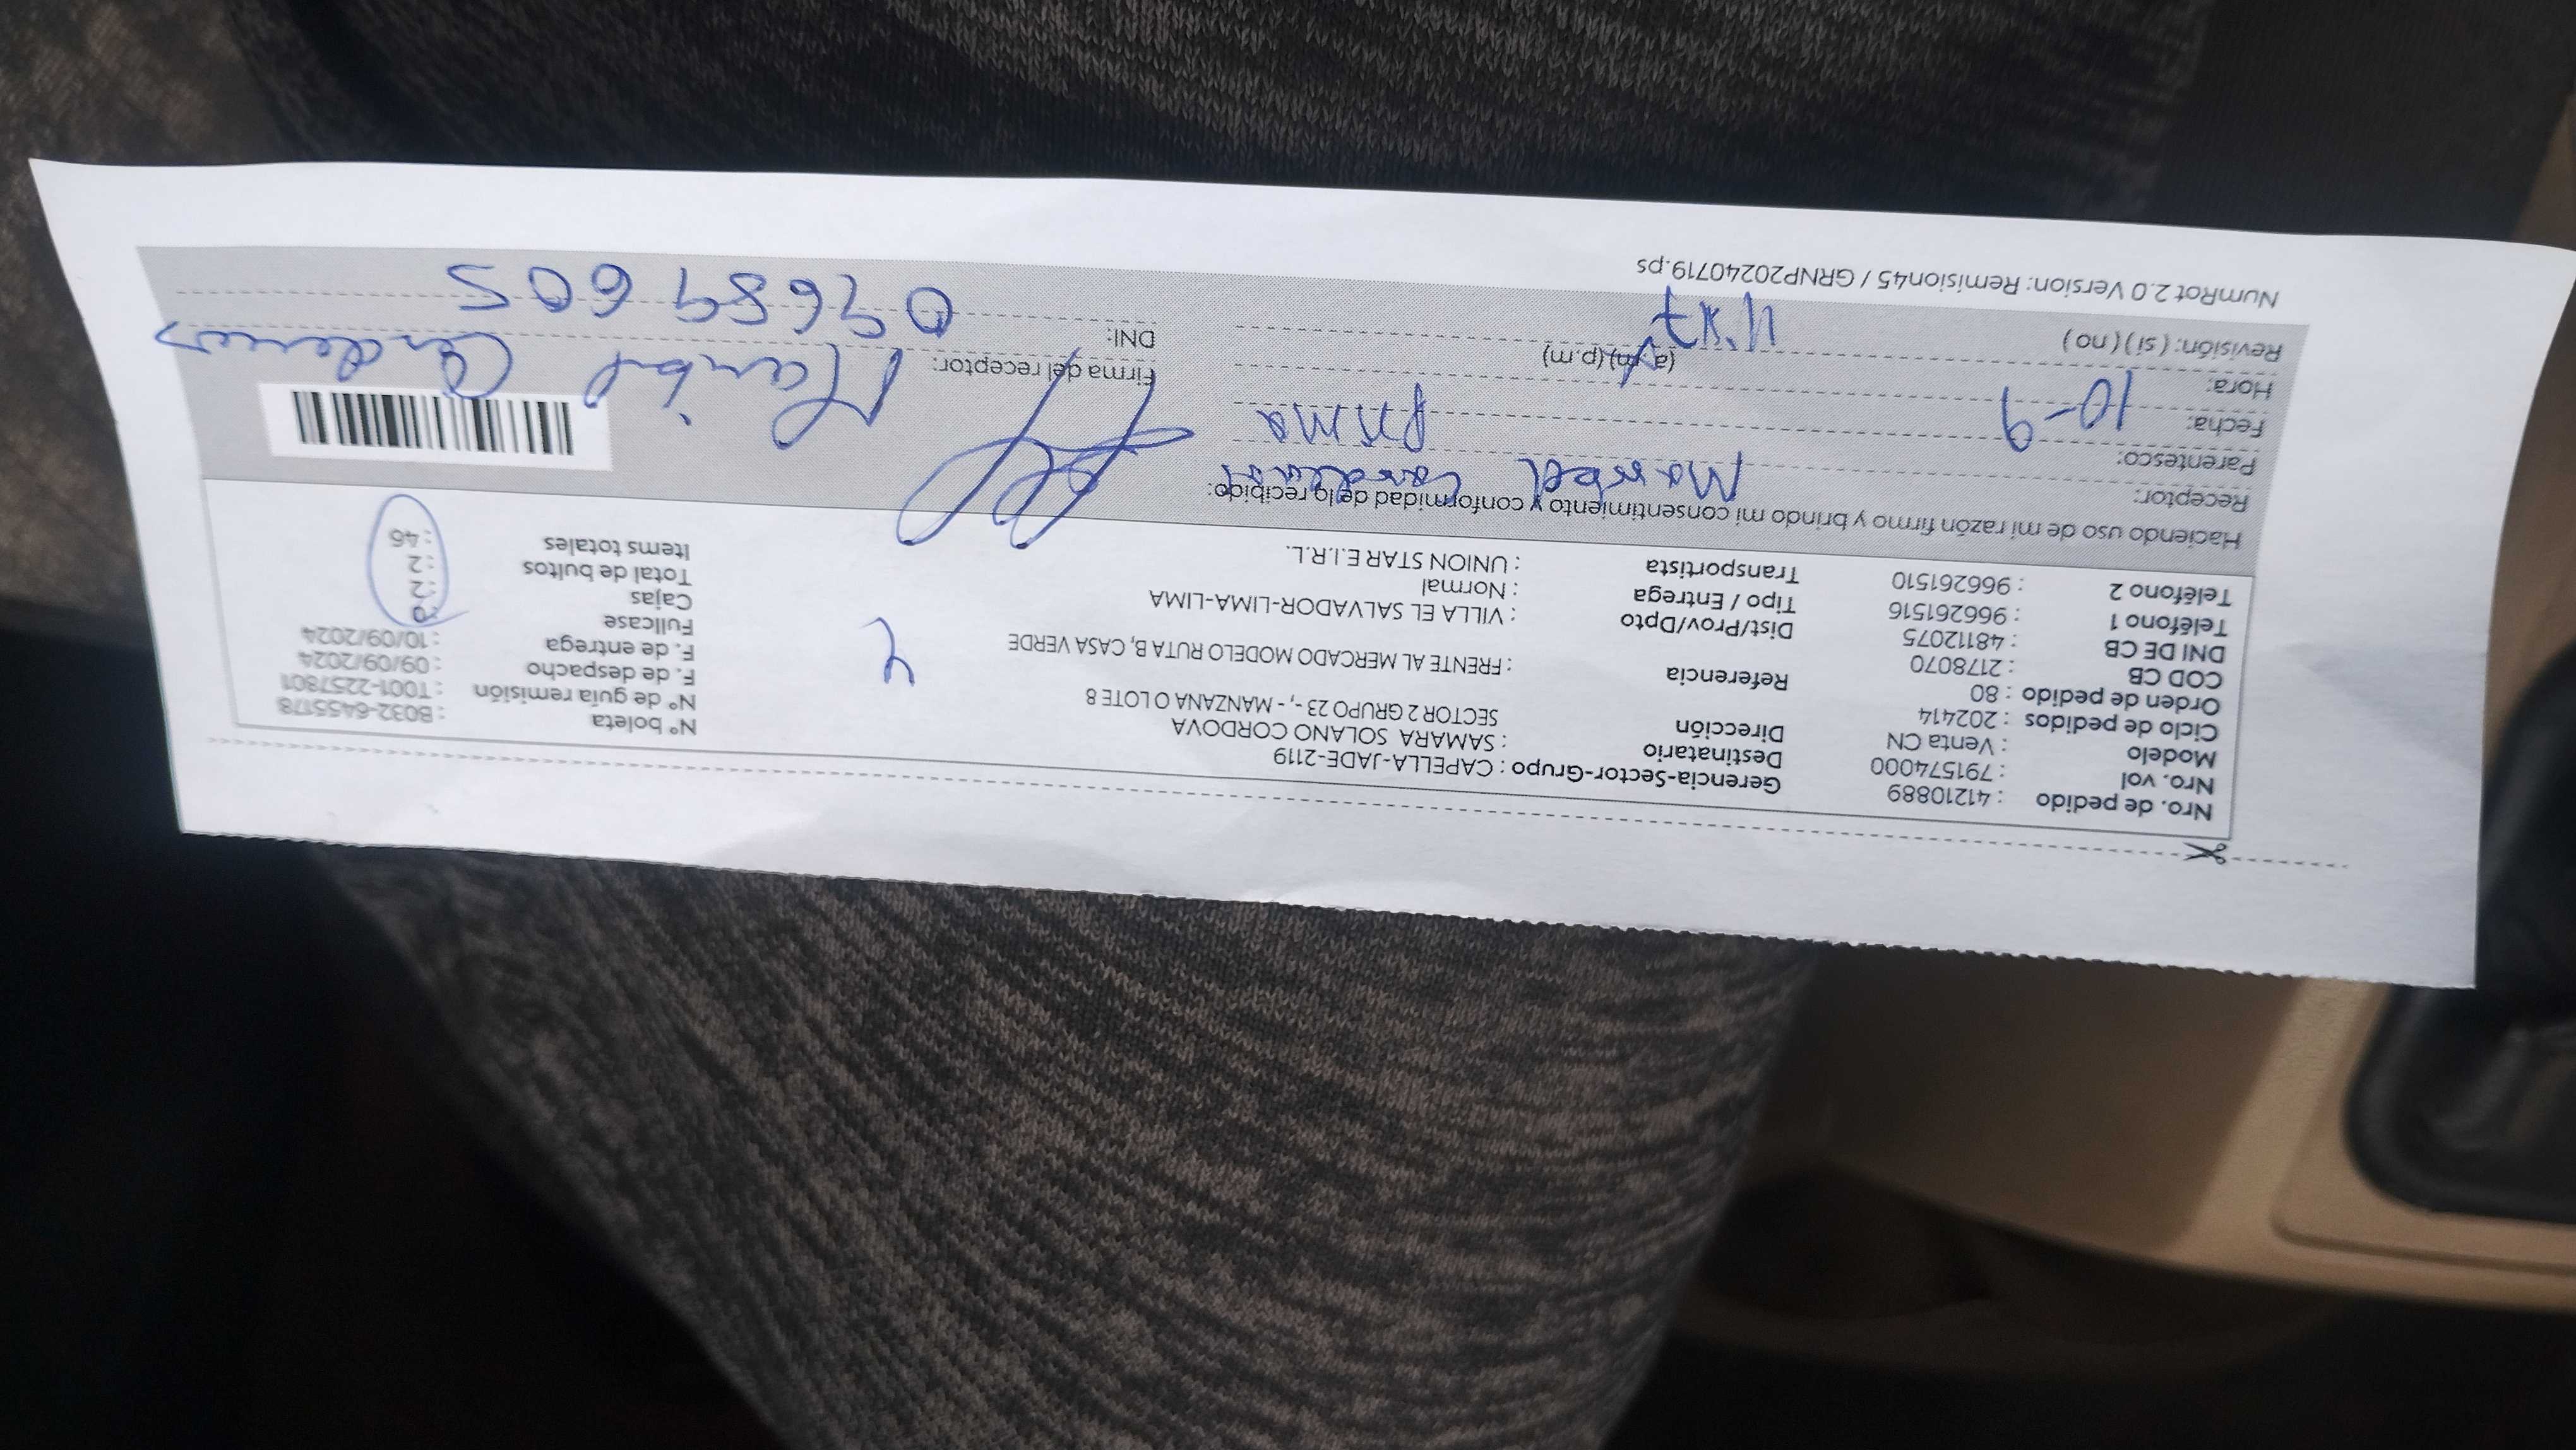 Nro. de pedido : 41210889
Nro. vol : 791574000
Modelo : Venta CN
Ciclo de pedidos : 202414
Orden de pedido : 80
COD CB : 2178070
DNI DE CB : 48112075
Teléfono 1 : 966261516
Teléfono 2 : 966261510
Gerencia-Sector-Grupo : CAPELLA-JADE-2119
Destinatario : SAMARA SOLANO CORDOVA
Dirección SECTOR 2 GRUPO 23 -, - MANZANA O LOTE 8
Referencia : FRENTE AL MERCADO MODELO RUTA B, CASA VERDE
Dist/Prov/Dpto : VILLA EL SALVADOR-LIMA-LIMA
Tipo / Entrega : Normal
Transportista : UNION STAR E.I.R.L.
N° boleta : B032-6455178
N° de guía remisión : T001-2257801
F. de despacho : 09/09/2024
F. de entrega : 10/09/2024
Fullcase
Cajas : 2
Total de bultos : 2
Items totales : 46
Haciendo uso de mi razón firmo y brindo mi consentimiento y conformidad de lo recibido:
Receptor:
Parentesco: Prima
Fecha: 10-9
Hora: (a.m) (p.m)
Revisión: ( si ) ( no )
Firma del receptor:
DNI:
NumRot 2.0 Version: Remision45 / GRNP20240719.ps